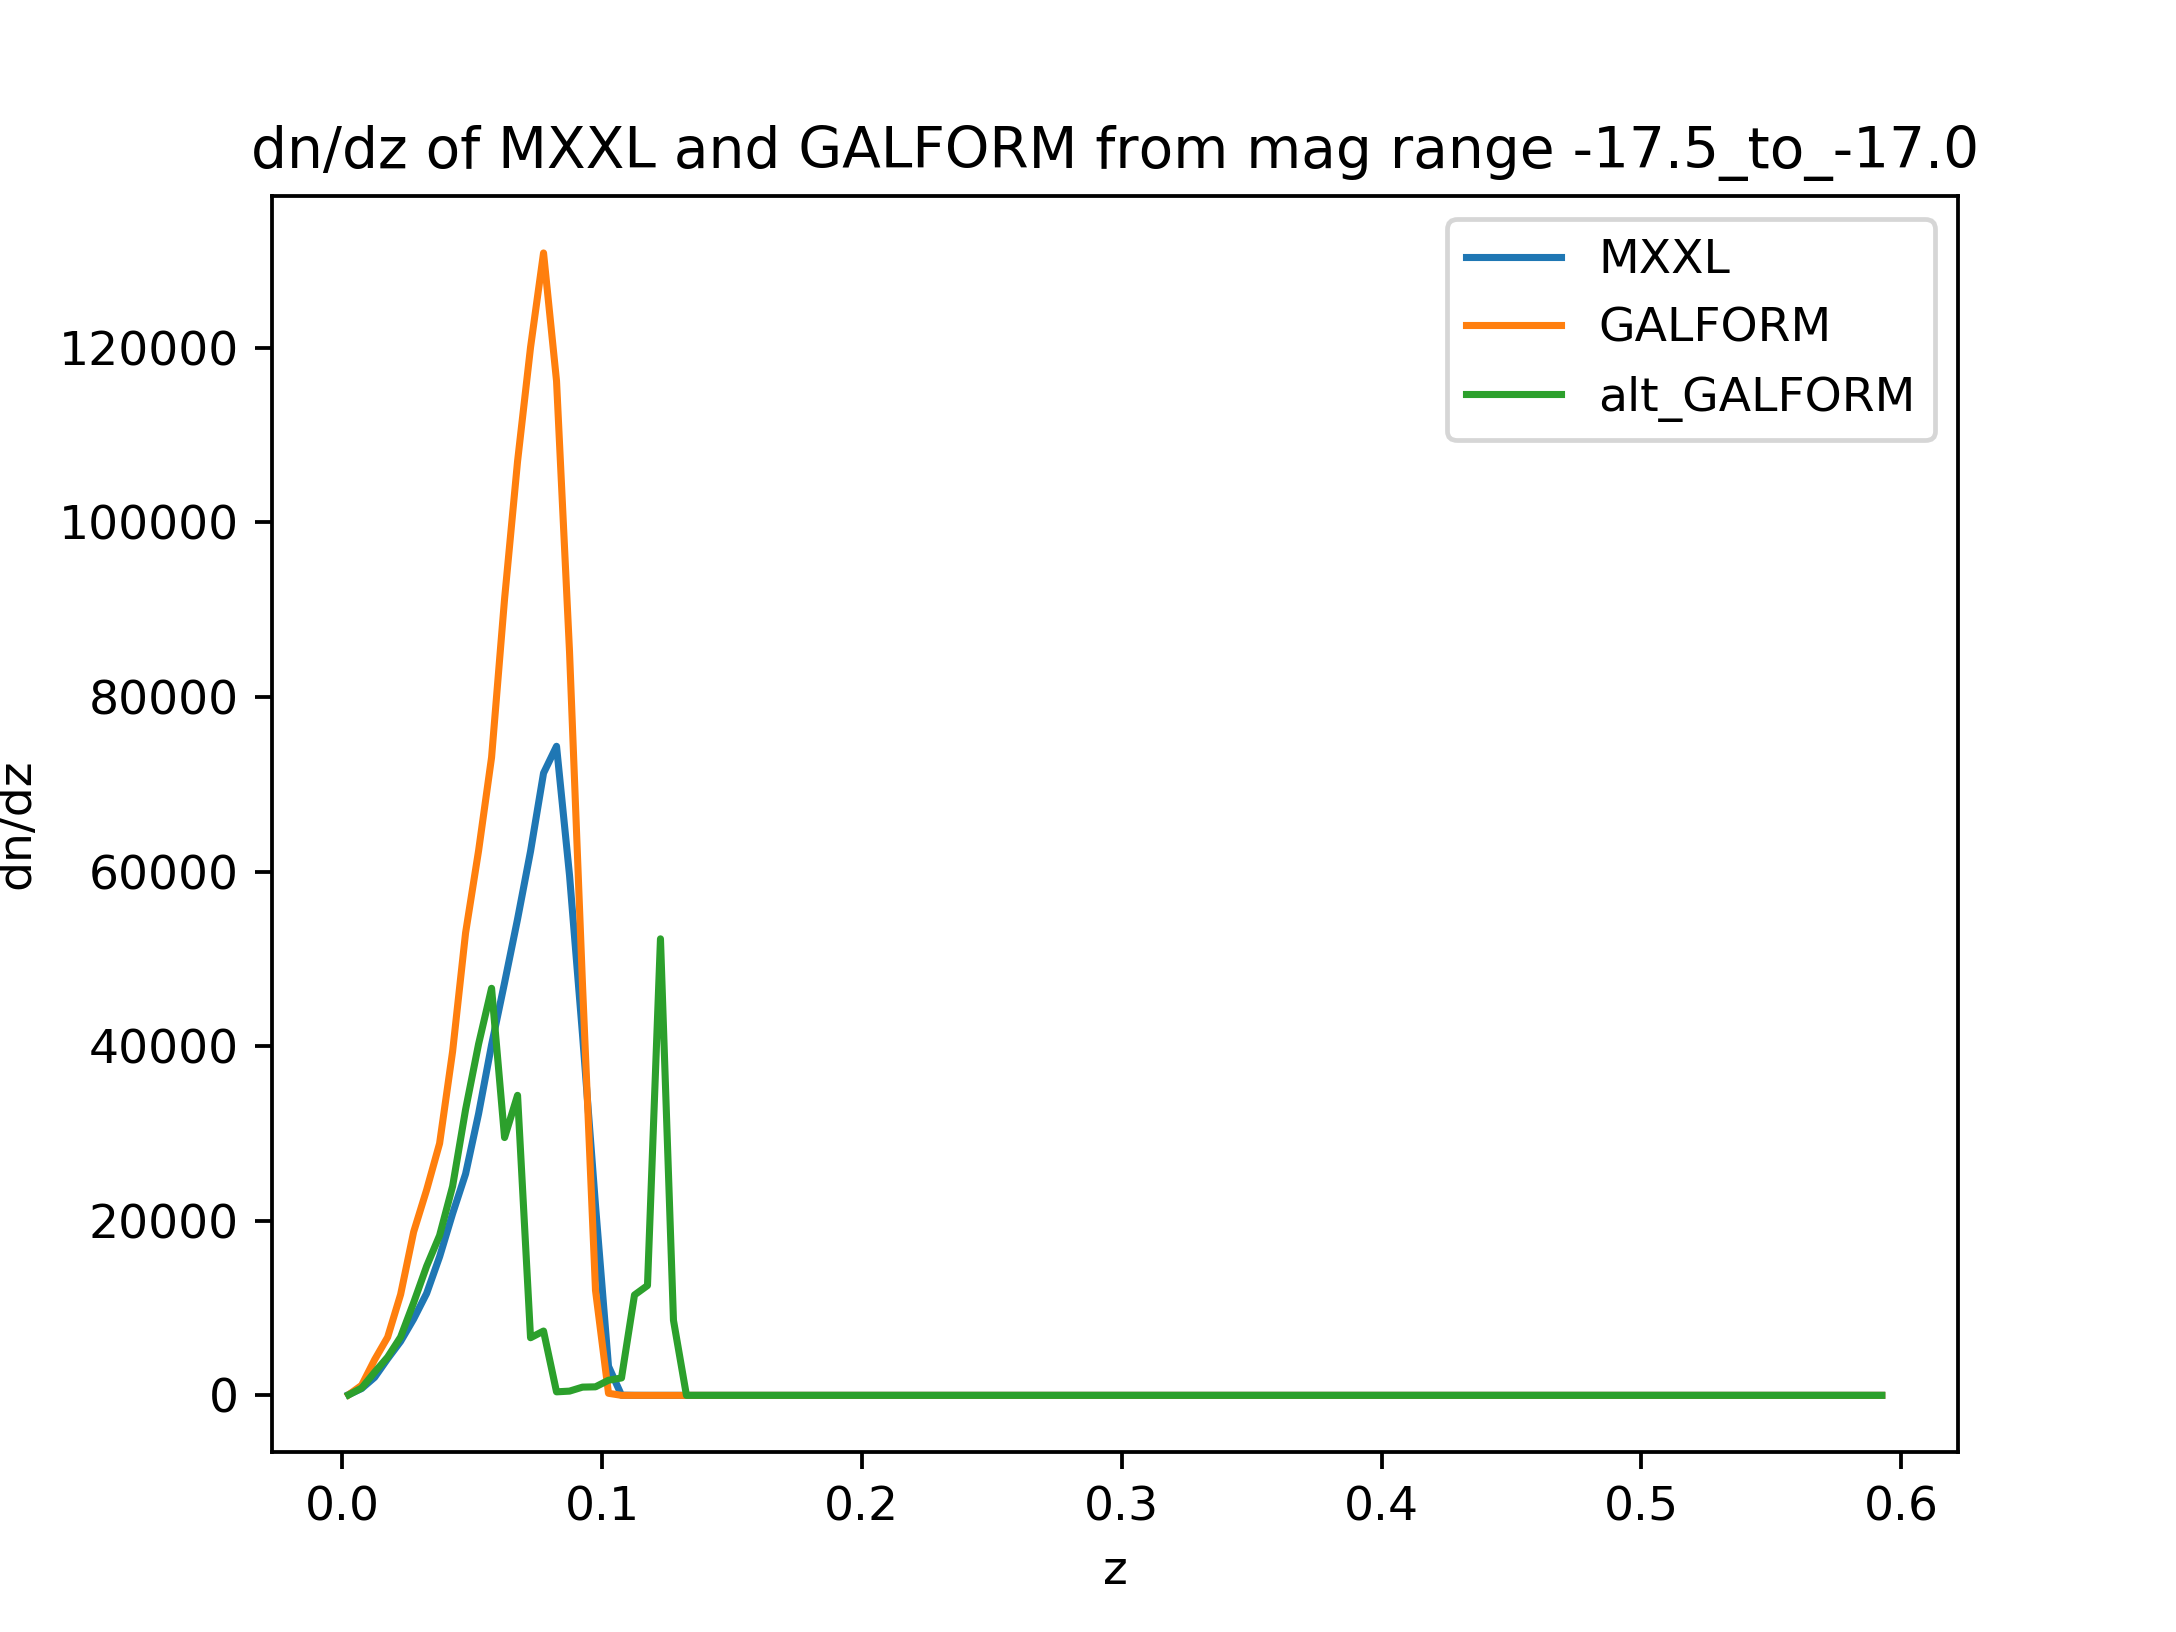 dn/dz of MXXL and GALFORM from mag range -17.5_to_-17.0
MXXL
GALFORM
alt_GALFORM
120000
100000
80000
60000
40000
20000
0
dn/dz
0.0 0.1 0.2 0.3 0.4 0.5 0.6
z